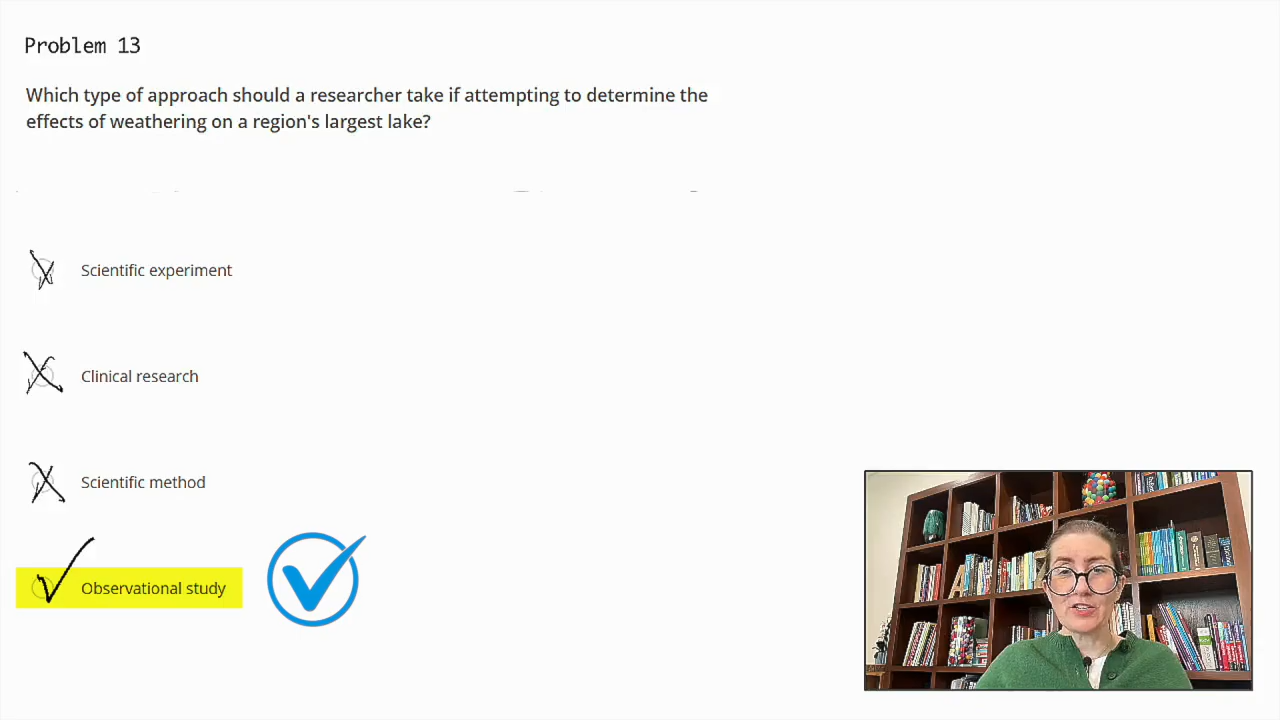 Problem 13
Which type of approach should a researcher take if attempting to determine the
effects of weathering on a region's largest lake?
Scientific experiment
Clinical research
Scientific method
Observational study